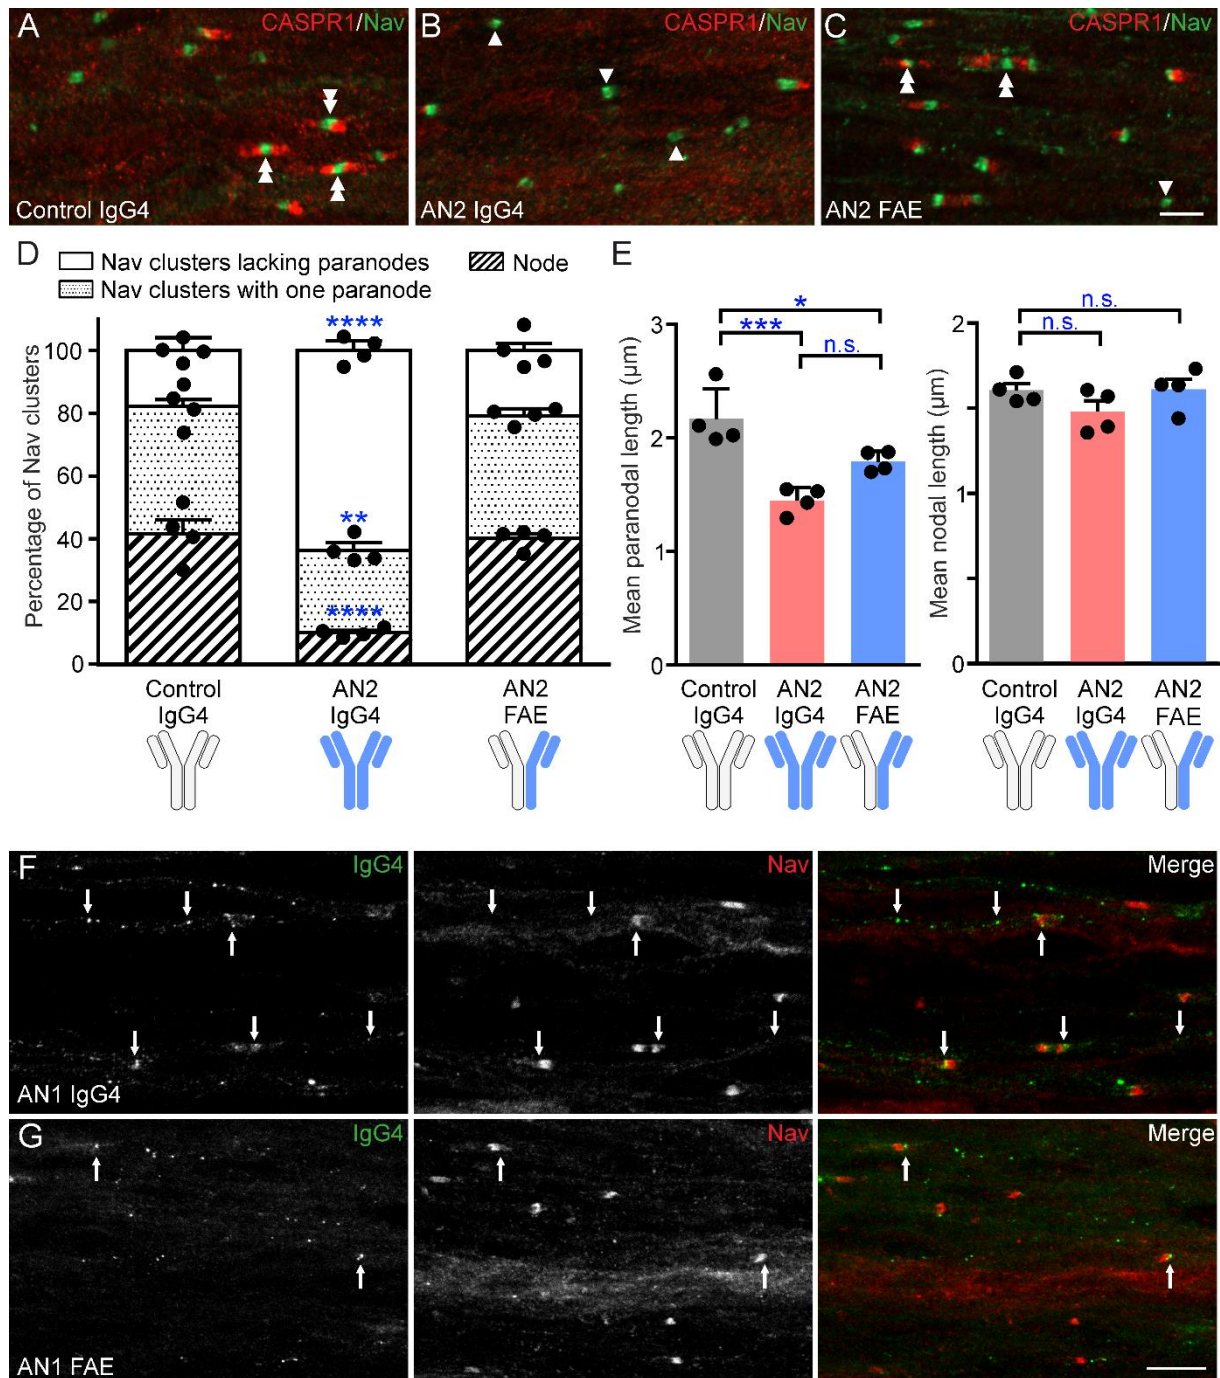 A
CASPR1/Nav
Control IgG4
B
CASPR1/Nav
AN2 IgG4
C
CASPR1/Nav
AN2 FAE
D
Nav clusters lacking paranodes
Node
Nav clusters with one paranode
Percentage of Nav clusters
100
80
60
40
20
0
****
**
****
Control
IgG4
AN2
IgG4
AN2
FAE
E
Mean paranodal length (µm)
3
2
1
0
*
***
n.s.
Control
IgG4
AN2
IgG4
AN2
FAE
Mean nodal length (µm)
2
1
0
n.s.
n.s.
Control
IgG4
AN2
IgG4
AN2
FAE
F
IgG4
AN1 IgG4
Nav
Merge
G
IgG4
AN1 FAE
Nav
Merge